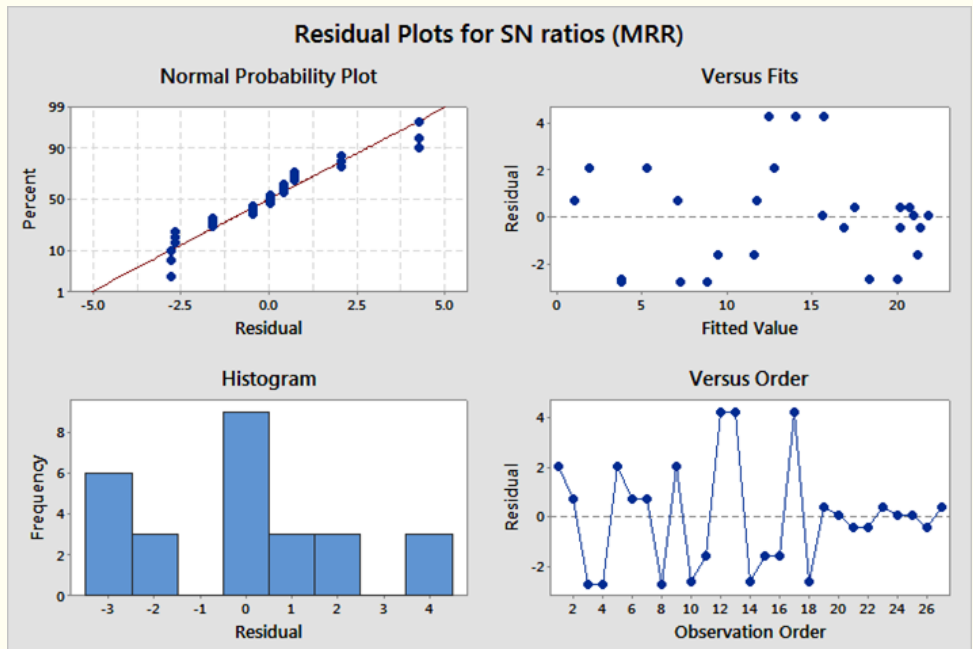 Residual Plots for SN ratios (MRR)
Normal Probability Plot
Percent
99
90
50
10
1
-5.0 -2.5 0.0 2.5 5.0
Residual
Versus Fits
Residual
4
2
0
-2
0 5 10 15 20
Fitted Value
Histogram
Frequency
8
6
4
2
0
-3 -2 -1 0 1 2 3 4
Residual
Versus Order
Residual
4
2
0
-2
2 4 6 8 10 12 14 16 18 20 22 24 26
Observation Order